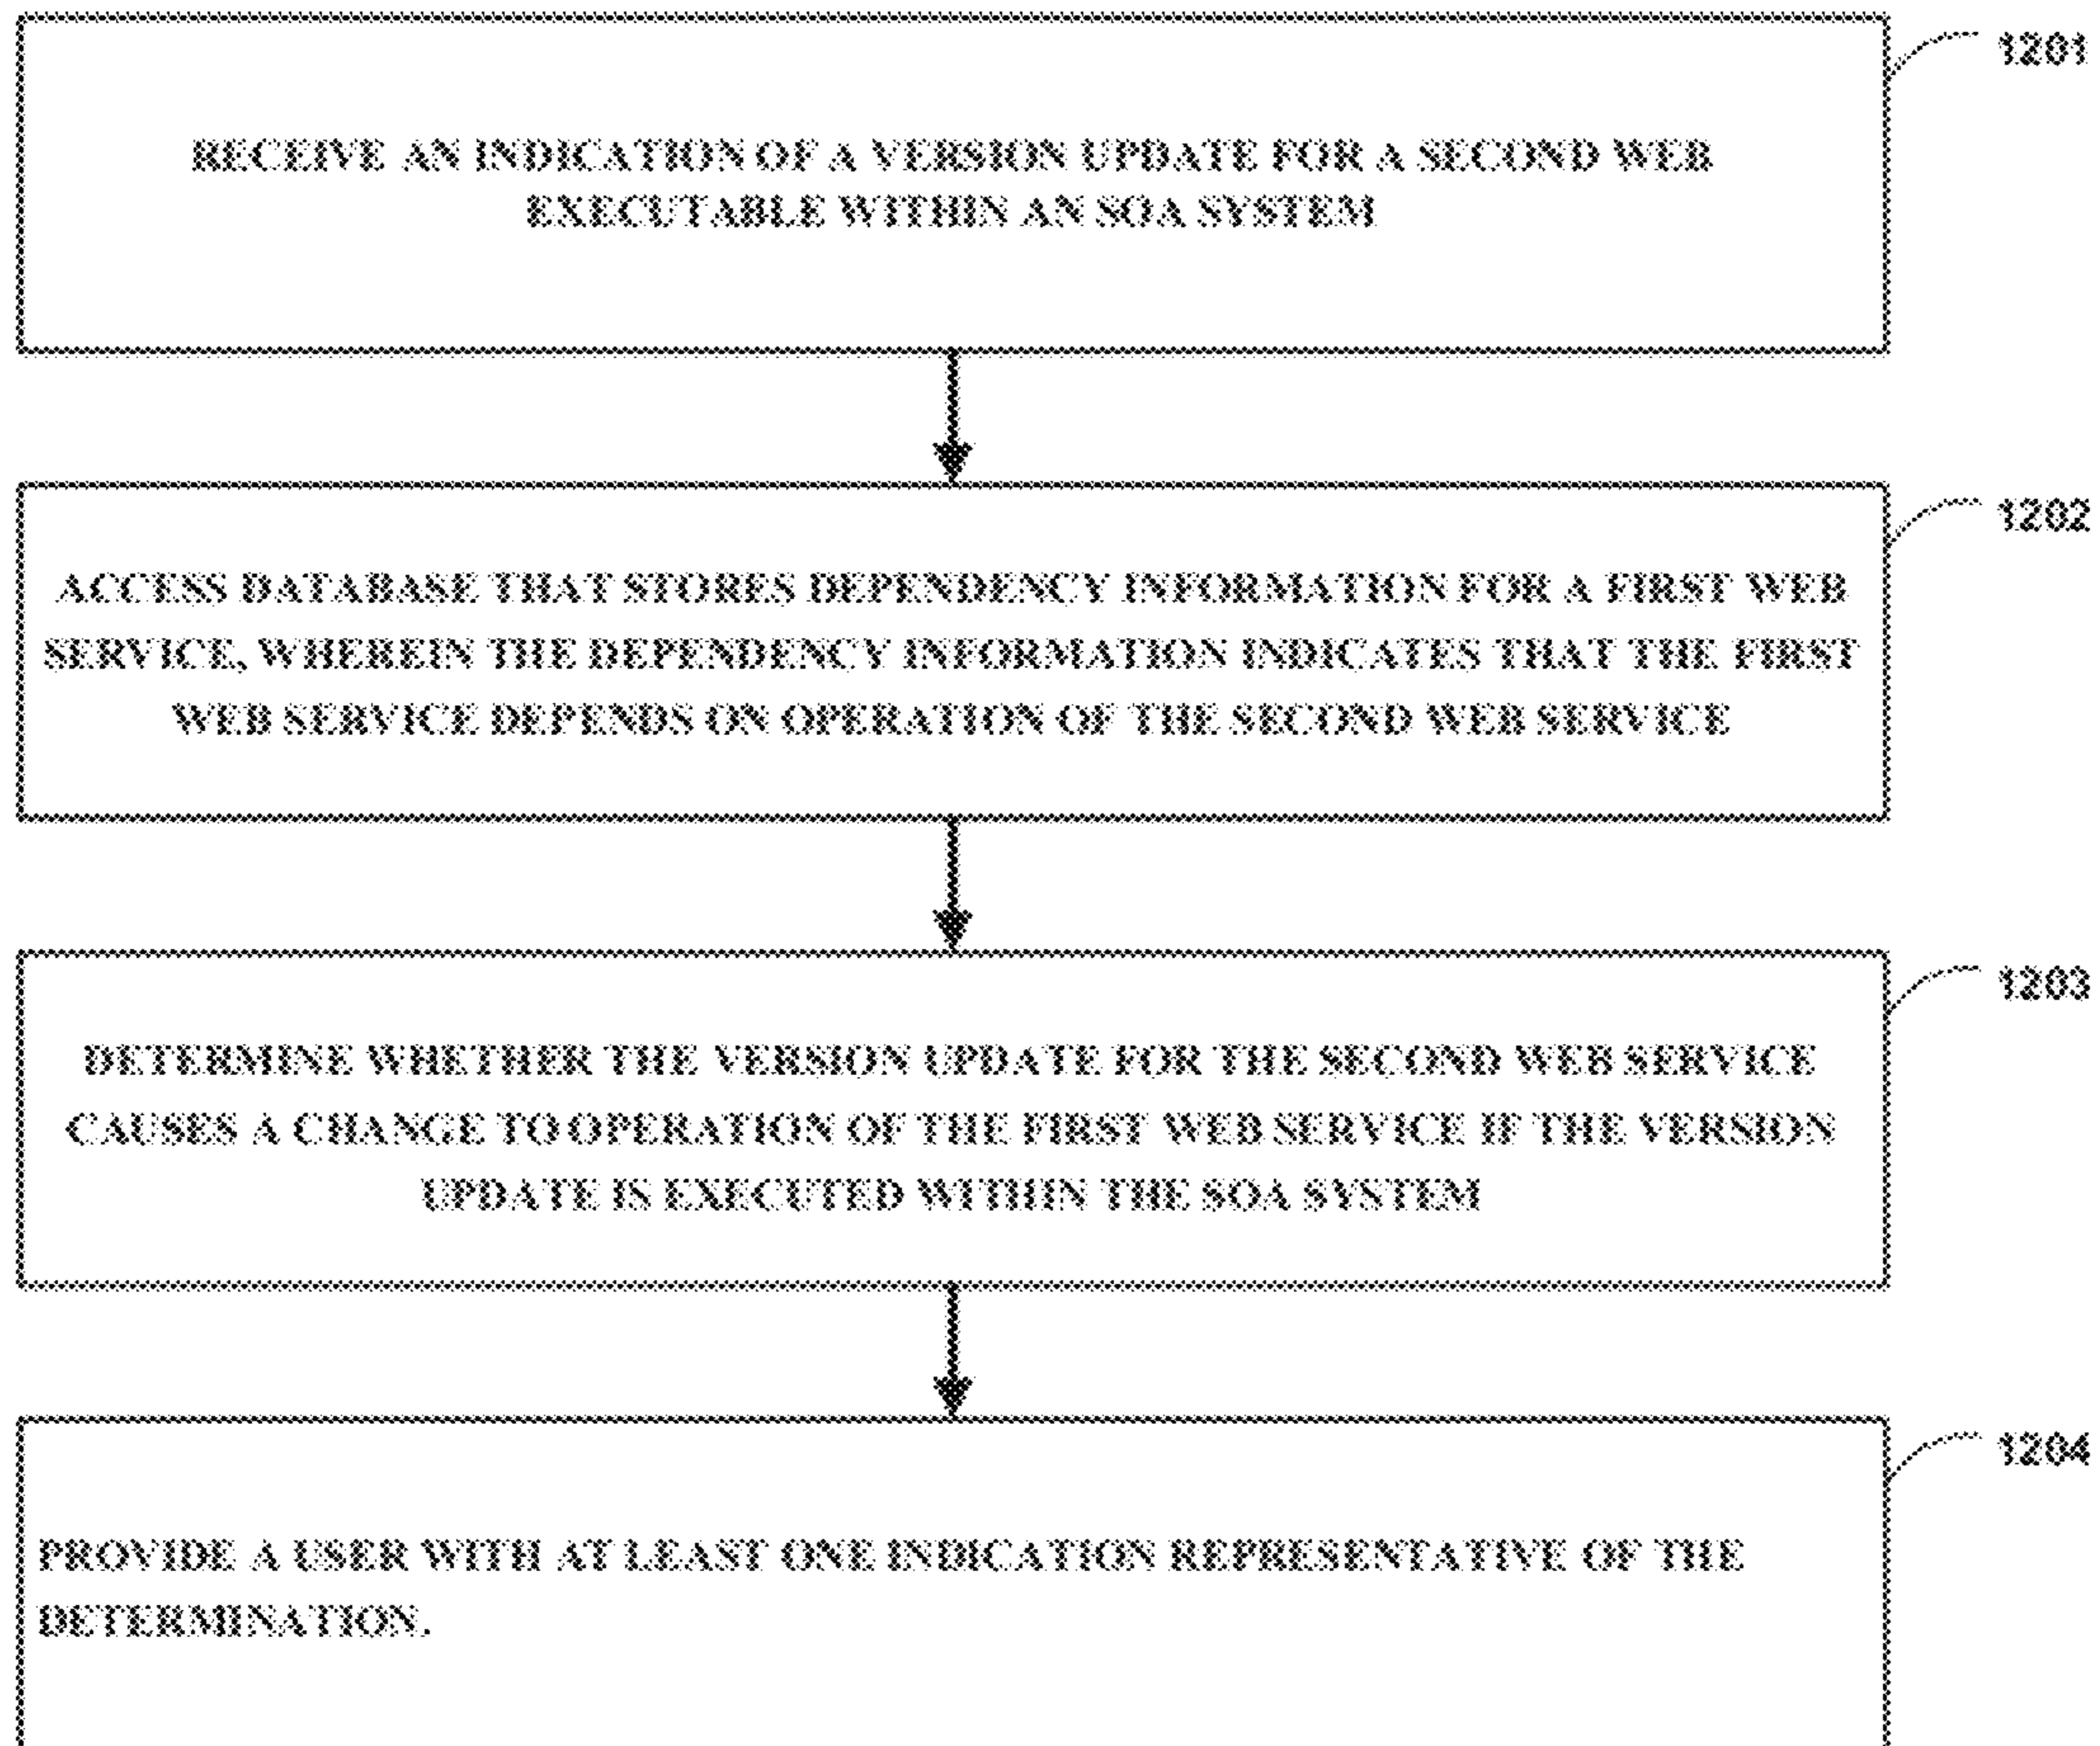 1201
RECEIVE AN INDICATION OF A VERSION UPDATE FOR A SECOND WEB
EXECUTABLE WITHIN AN SOA SYSTEM
1202
ACCESS DATABASE THAT STORES DEPENDENCY INFORMATION FOR A FIRST WEB
SERVICE, WHEREIN THE DEPENDENCY INFORMATION INDICATES THAT THE FIRST
WEB SERVICE DEPENDS ON OPERATION OF THE SECOND WEB SERVICE
1203
DETERMINE WHETHER THE VERSION UPDATE FOR THE SECOND WEB SERVICE
CAUSES A CHANGE TO OPERATION OF THE FIRST WEB SERVICE IF THE VERSION
UPDATE IS EXECUTED WITHIN THE SOA SYSTEM
1204
PROVIDE A USER WITH AT LEAST ONE INDICATION REPRESENTATIVE OF THE
DETERMINATION.